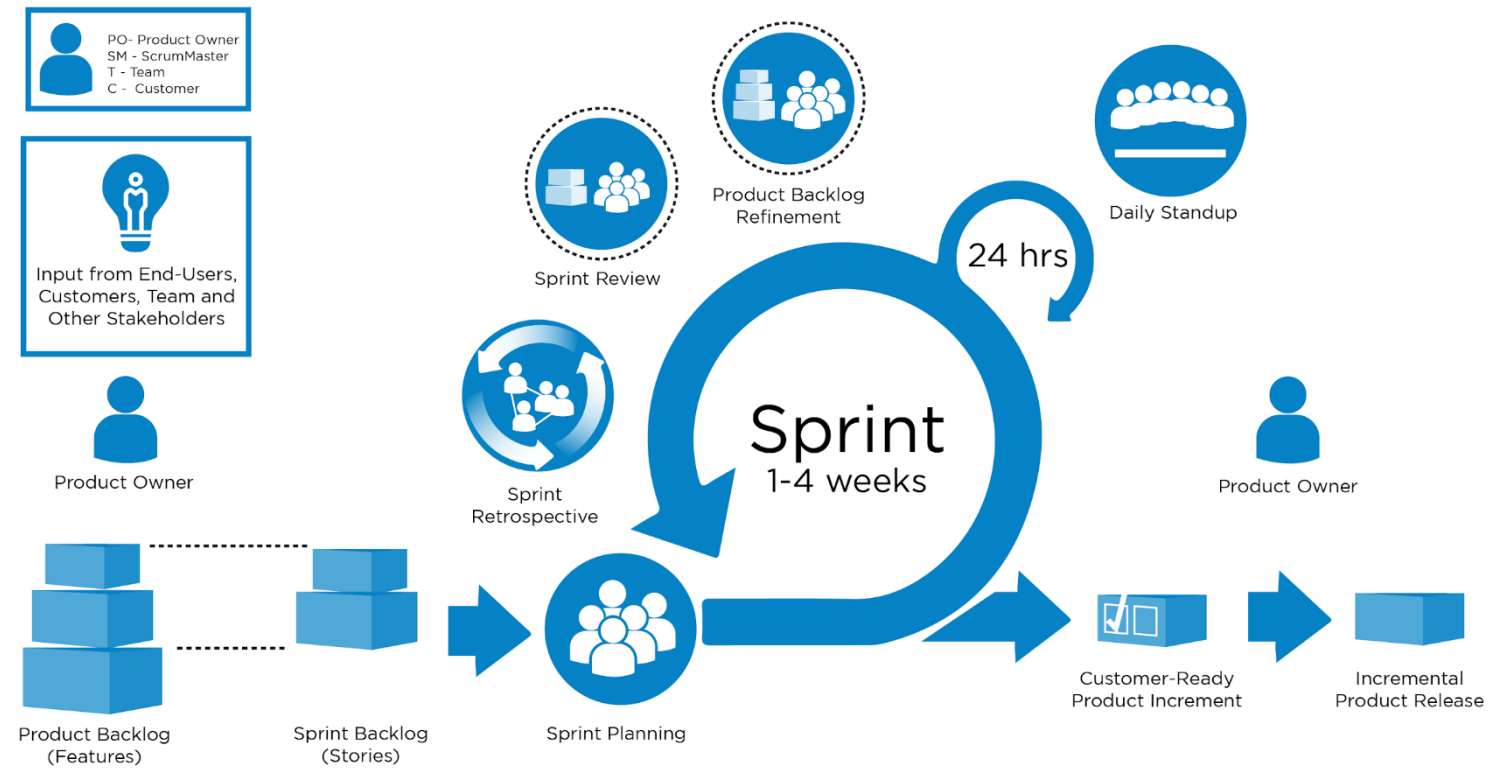 PO- Product Owner
SM - ScrumMaster
T - Team
C -  Customer
Input from End-Users,
Customers, Team and
Other Stakeholders
Product Owner
Product Backlog
(Features)
Sprint Backlog
(Stories)
Sprint Planning
Sprint
Retrospective
Sprint Review
Product Backlog
Refinement
Sprint
1-4 weeks
24 hrs
Daily Standup
Product Owner
Customer-Ready
Product Increment
Incremental
Product Release